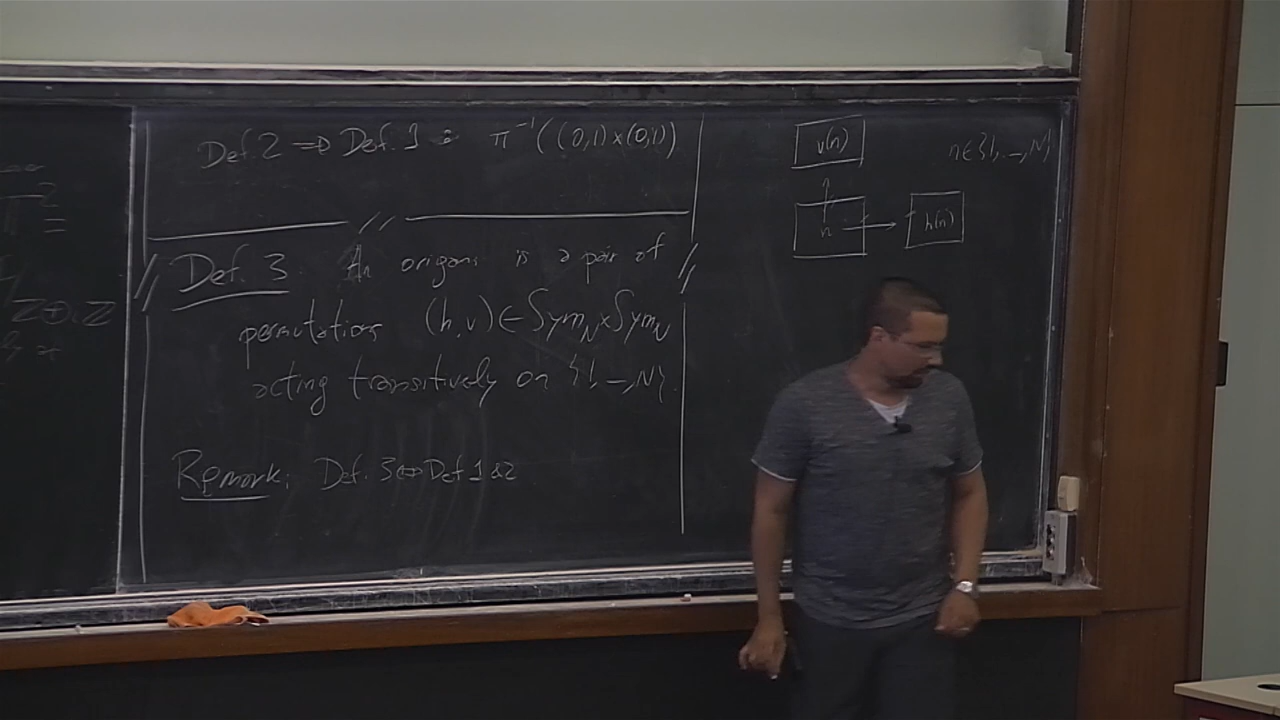 Def. 2 ⟹ Def. 1 : π⁻¹((0,1)×(0,1))
Def. 3 An origami is a pair of
permutations (h,v)∈Sym_N×Sym_N
acting transitively on {1,–,N}.
Remark: Def. 3⟺Def 1&2
v(n)
n∈{1,–,N}
n → h(n)